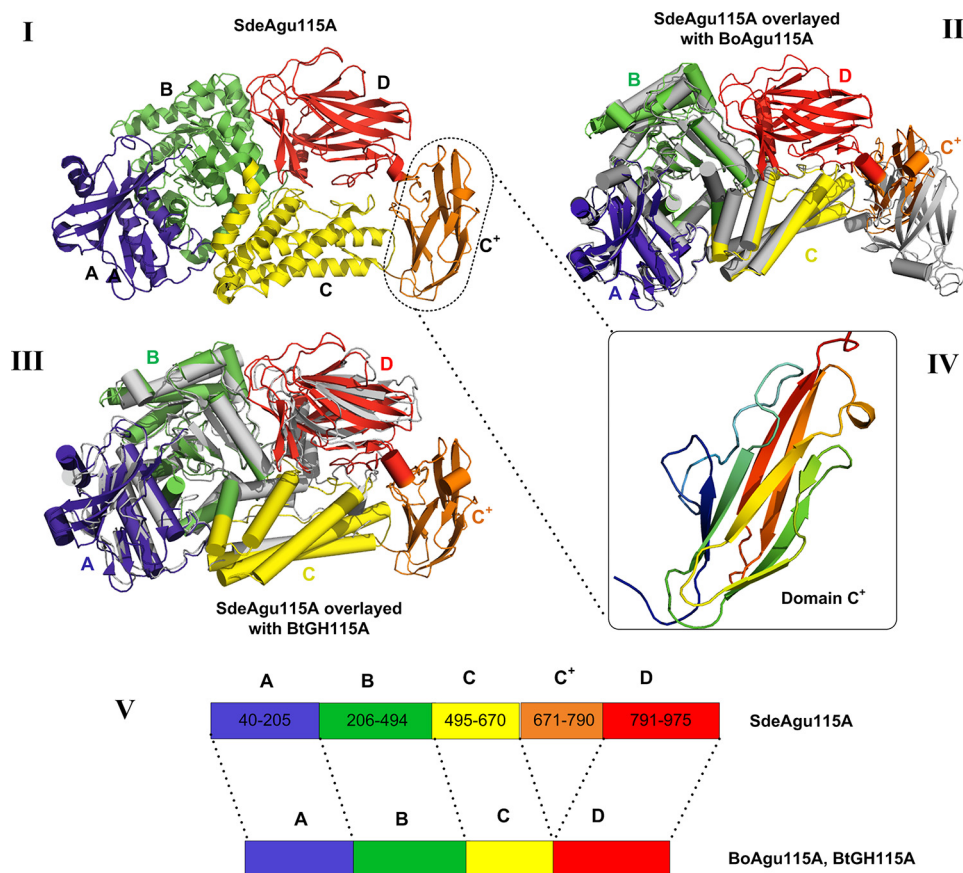 I
SdeAgu115A
B
D
A
C
C+
SdeAgu115A overlayed
with BoAgu115A
II
B
D
C+
A
C
III
B
D
A
C
C+
SdeAgu115A overlayed
with BtGH115A
IV
Domain C+
V
A B C C+ D
40-205 206-494 495-670 671-790 791-975 SdeAgu115A
A B C D
BoAgu115A, BtGH115A